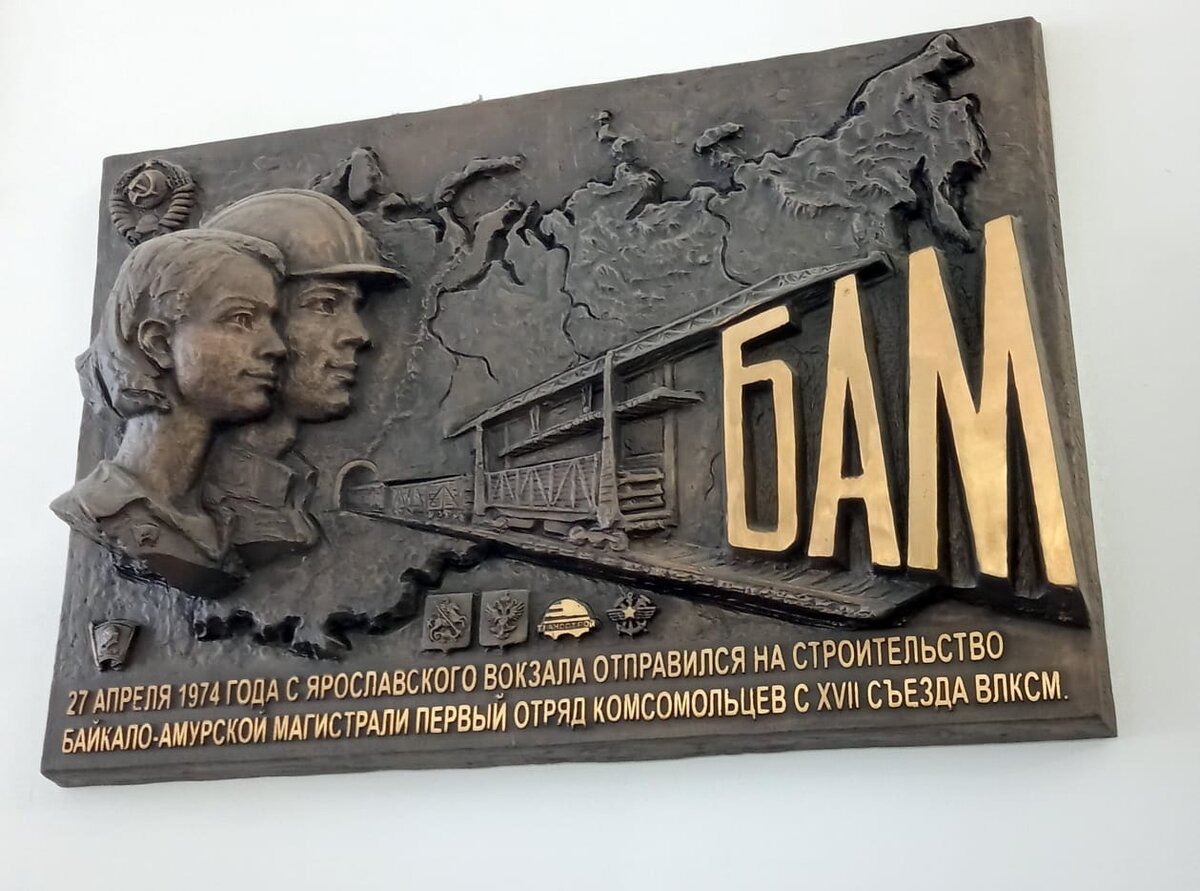 БАМ
ТРАНССТРОЙ
27 АПРЕЛЯ 1974 ГОДА С ЯРОСЛАВСКОГО ВОКЗАЛА ОТПРАВИЛСЯ НА СТРОИТЕЛЬСТВО
БАЙКАЛО-АМУРСКОЙ МАГИСТРАЛИ ПЕРВЫЙ ОТРЯД КОМСОМОЛЬЦЕВ С XVII СЪЕЗДА ВЛКСМ.